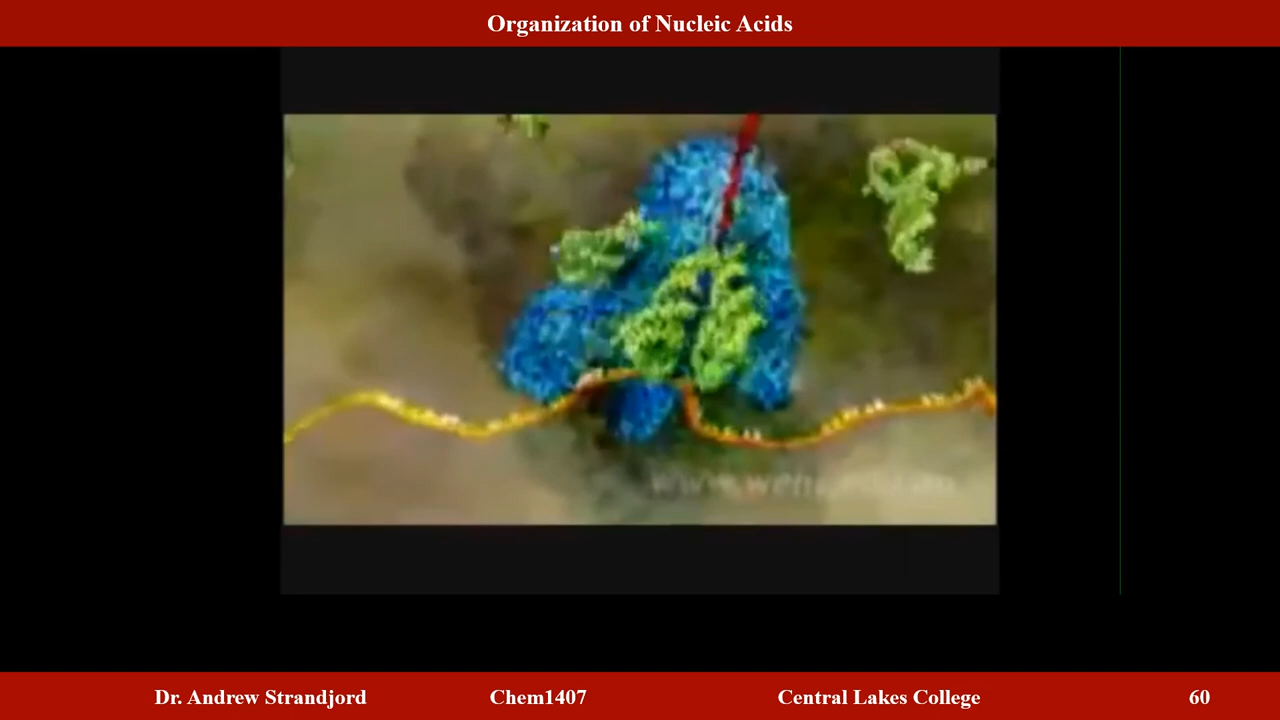 Organization of Nucleic Acids
Dr. Andrew Strandjord Chem1407 Central Lakes College 60